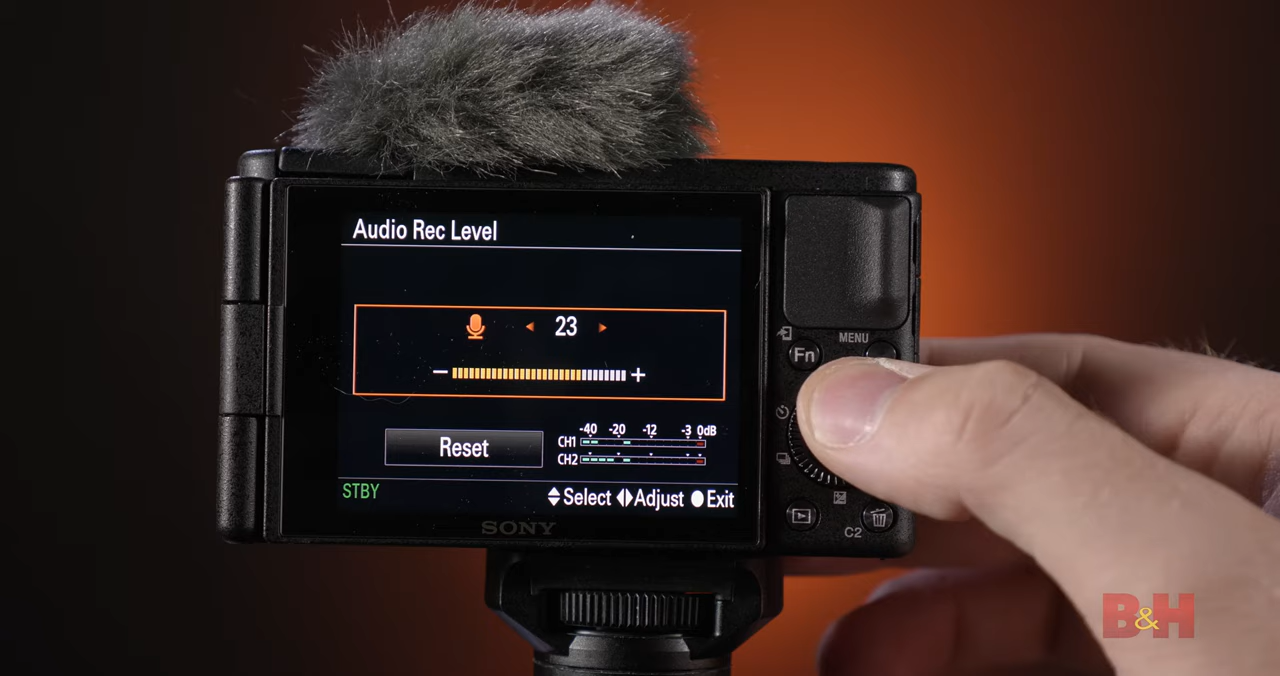 Audio Rec Level
23
− +
Reset
-40 -20 -12 -3 0dB
CH1
CH2
STBY
Select Adjust Exit
SONY
MENU
Fn
C2
B&H